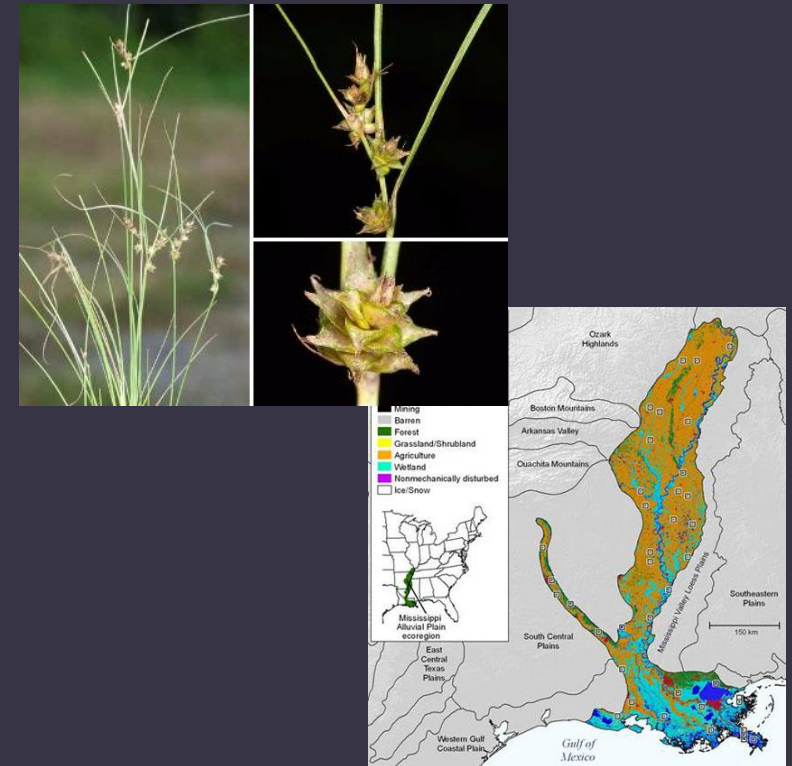 Mining
Barren
Forest
Grassland/Shrubland
Agriculture
Wetland
Nonmechanically disturbed
Ice/Snow
Mississippi
Alluvial Plain
ecoregion
Ozark
Highlands
Boston Mountains
Arkansas Valley
Ouachita Mountains
Mississippi Valley Loess Plains
Southeastern
Plains
150 km
South Central
Plains
East
Central
Texas
Plains
Western Gulf
Coastal Plain
Gulf of
Mexico